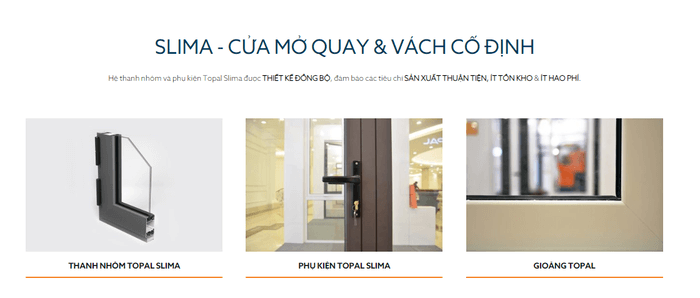 SLIMA - CỬA MỞ QUAY & VÁCH CỐ ĐỊNH
Hệ thanh nhôm và phụ kiện Topal Slima được THIẾT KẾ ĐỒNG BỘ, đảm bảo các tiêu chí SẢN XUẤT THUẬN TIỆN, ÍT TỒN KHO & ÍT HAO PHÍ.
THANH NHÔM TOPAL SLIMA
PHỤ KIỆN TOPAL SLIMA
GIOĂNG TOPAL